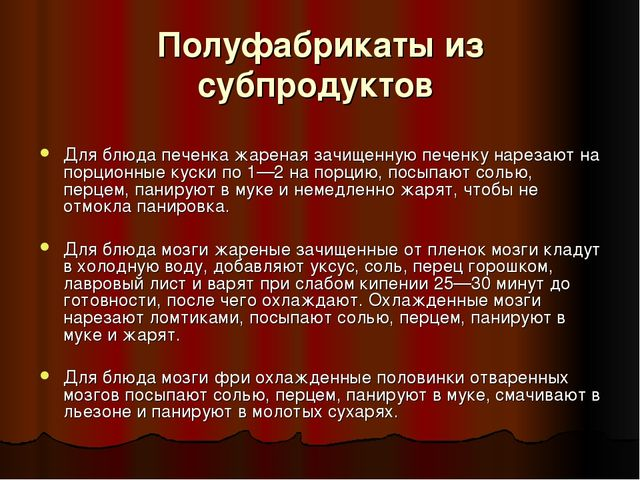 Полуфабрикаты из
субпродуктов
Для блюда печенка жареная зачищенную печенку нарезают на
порционные куски по 1—2 на порцию, посыпают солью,
перцем, панируют в муке и немедленно жарят, чтобы не
отмокла панировка.
Для блюда мозги жареные зачищенные от пленок мозги кладут
в холодную воду, добавляют уксус, соль, перец горошком,
лавровый лист и варят при слабом кипении 25—30 минут до
готовности, после чего охлаждают. Охлажденные мозги
нарезают ломтиками, посыпают солью, перцем, панируют в
муке и жарят.
Для блюда мозги фри охлажденные половинки отваренных
мозгов посыпают солью, перцем, панируют в муке, смачивают в
льезоне и панируют в молотых сухарях.